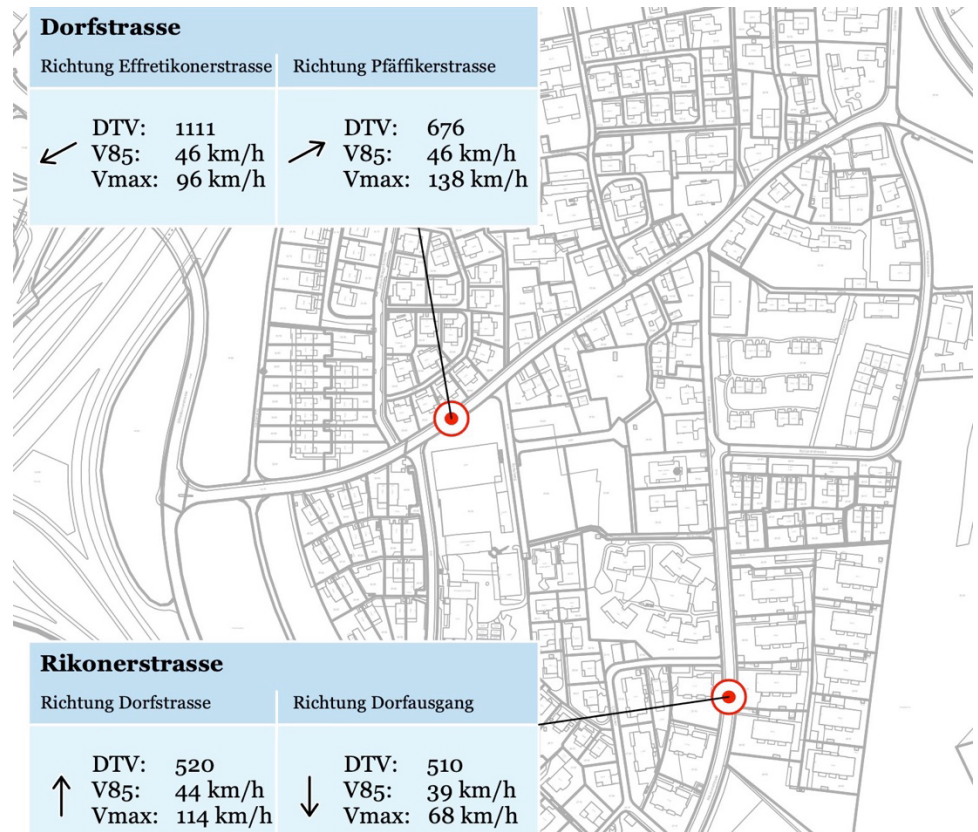 Dorfstrasse
Richtung Effretikonerstrasse
Richtung Pfäffikerstrasse
DTV: 1111
V85: 46 km/h
Vmax: 96 km/h
DTV: 676
V85: 46 km/h
Vmax: 138 km/h
Rikonerstrasse
Richtung Dorfstrasse
Richtung Dorfausgang
DTV: 520
V85: 44 km/h
Vmax: 114 km/h
DTV: 510
V85: 39 km/h
Vmax: 68 km/h